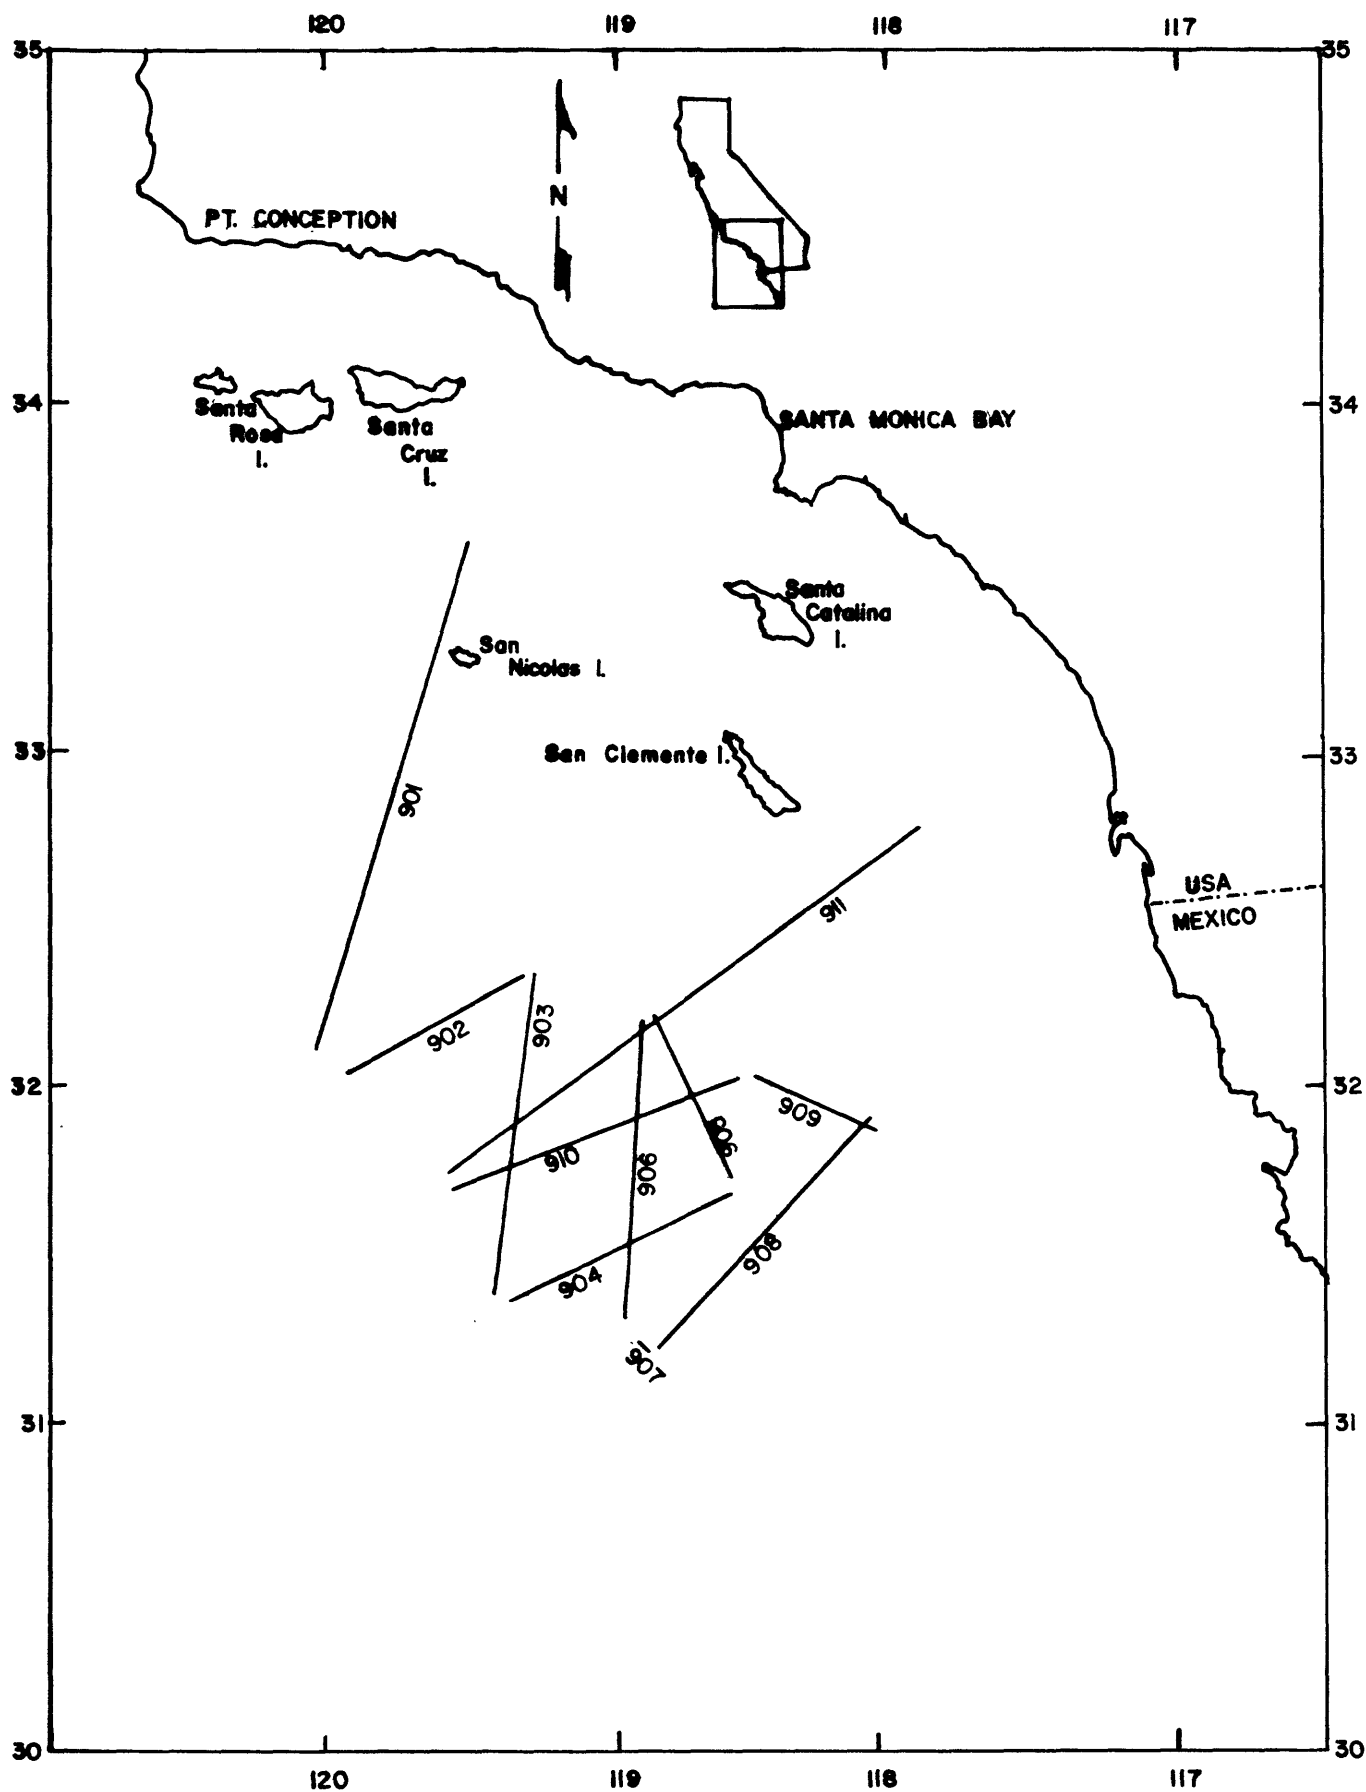 120 119 118 117
35 35
N
PT. CONCEPTION
34 34
Santa
Rosa
I.
Santa
Cruz
I.
SANTA MONICA BAY
Santa
Catalina
I.
San
Nicolas I.
33 33
San Clemente I.
901
911
USA
MEXICO
902
903
32 32
909
910
906
908
904
907
31 31
30 30
120 119 118 117